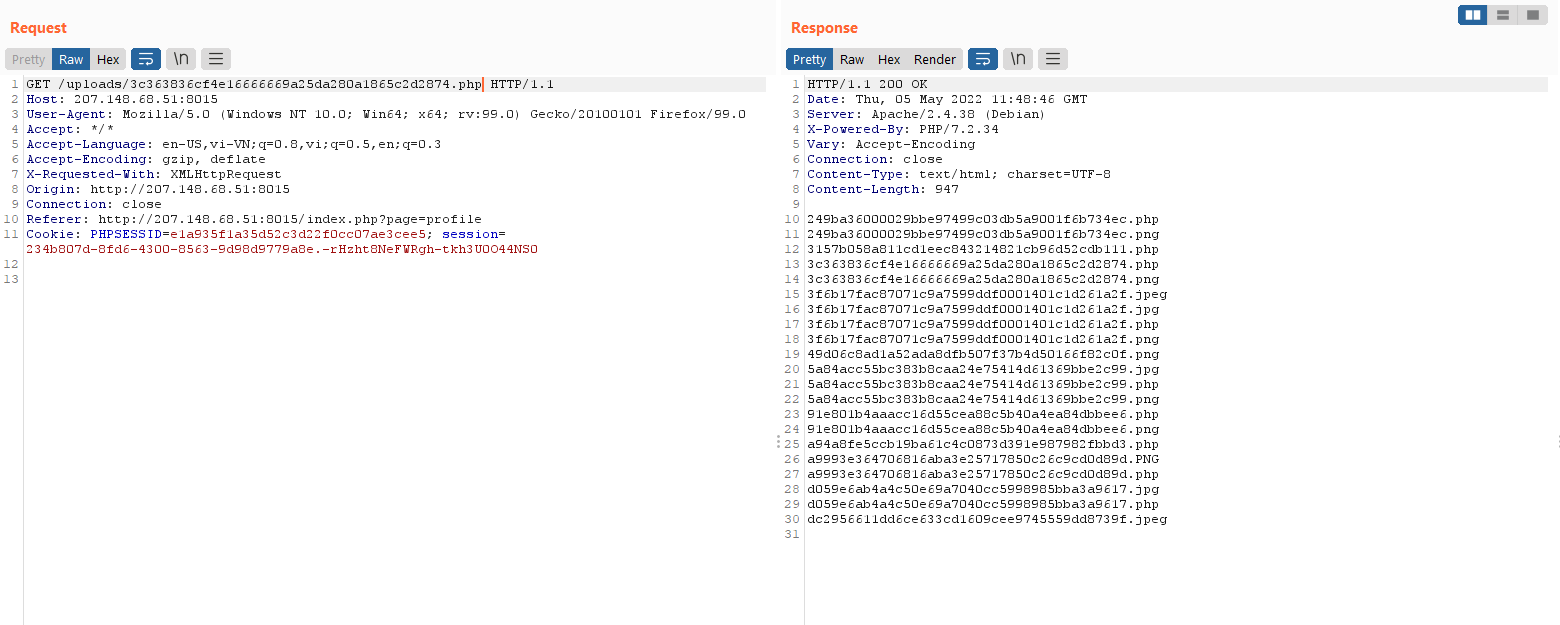 Request
Pretty Raw Hex \n
1 GET /uploads/3c363836cf4e16666669a25da280a1865c2d2874.php HTTP/1.1
2 Host: 207.148.68.51:8015
3 User-Agent: Mozilla/5.0 (Windows NT 10.0; Win64; x64; rv:99.0) Gecko/20100101 Firefox/99.0
4 Accept: */*
5 Accept-Language: en-US,vi-VN;q=0.8,vi;q=0.5,en;q=0.3
6 Accept-Encoding: gzip, deflate
7 X-Requested-With: XMLHttpRequest
8 Origin: http://207.148.68.51:8015
9 Connection: close
10 Referer: http://207.148.68.51:8015/index.php?page=profile
11 Cookie: PHPSESSID=e1a935f1a35d52c3d22f0cc07ae3cee5; session=
234b807d-8fd6-4300-8563-9d98d9779a8e.-rHzht8NeFWRgh-tkh3U0O44NS0
12
13
Response
Pretty Raw Hex Render \n
1 HTTP/1.1 200 OK
2 Date: Thu, 05 May 2022 11:48:46 GMT
3 Server: Apache/2.4.38 (Debian)
4 X-Powered-By: PHP/7.2.34
5 Vary: Accept-Encoding
6 Connection: close
7 Content-Type: text/html; charset=UTF-8
8 Content-Length: 947
9
10 249ba36000029bbe97499c03db5a9001f6b734ec.php
11 249ba36000029bbe97499c03db5a9001f6b734ec.png
12 3157b058a811cd1eec843214821cb96d52cdb111.php
13 3c363836cf4e16666669a25da280a1865c2d2874.php
14 3c363836cf4e16666669a25da280a1865c2d2874.png
15 3f6b17fac87071c9a7599ddf0001401c1d261a2f.jpeg
16 3f6b17fac87071c9a7599ddf0001401c1d261a2f.jpg
17 3f6b17fac87071c9a7599ddf0001401c1d261a2f.php
18 3f6b17fac87071c9a7599ddf0001401c1d261a2f.png
19 49d06c8ad1a52ada8dfb507f37b4d50166f82c0f.png
20 5a84acc55bc383b8caa24e75414d61369bbe2c99.jpg
21 5a84acc55bc383b8caa24e75414d61369bbe2c99.php
22 5a84acc55bc383b8caa24e75414d61369bbe2c99.png
23 91e801b4aaacc16d55cea88c5b40a4ea84dbbee6.php
24 91e801b4aaacc16d55cea88c5b40a4ea84dbbee6.png
25 a94a8fe5ccb19ba61c4c0873d391e987982fbbd3.php
26 a9993e364706816aba3e25717850c26c9cd0d89d.PNG
27 a9993e364706816aba3e25717850c26c9cd0d89d.php
28 d059e6ab4a4c50e69a7040cc5998985bba3a9617.jpg
29 d059e6ab4a4c50e69a7040cc5998985bba3a9617.php
30 dc2956611dd6ce633cd1609cee9745559dd8739f.jpeg
31